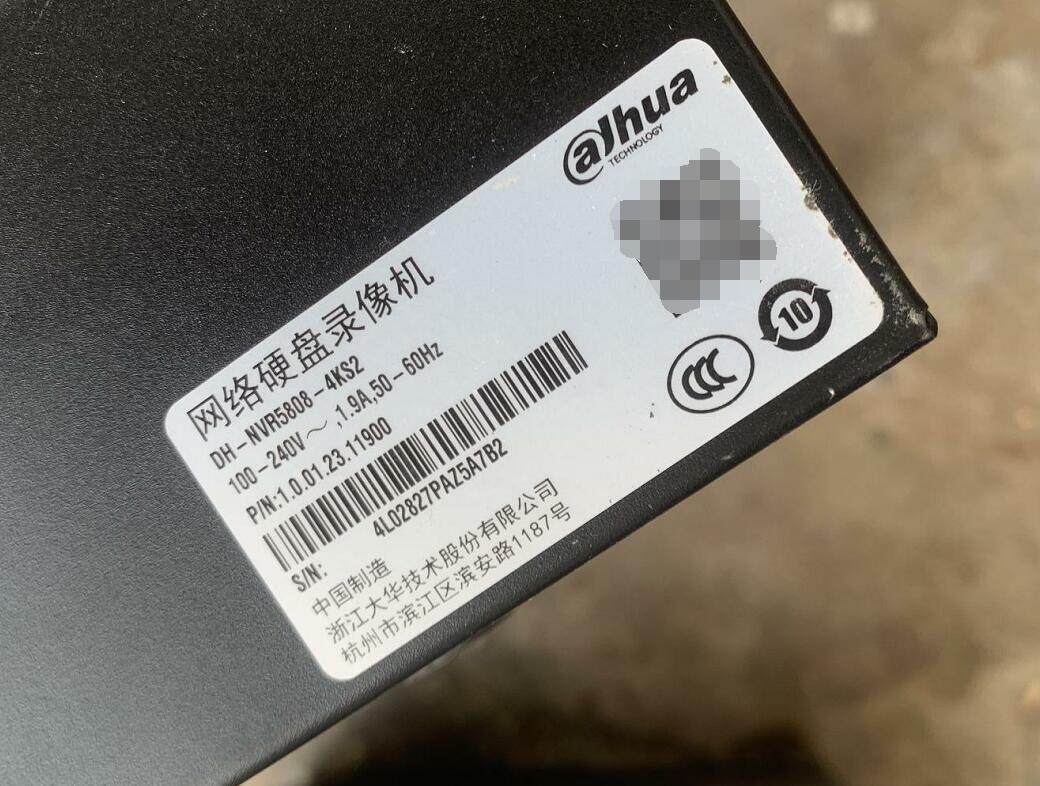 alhua
TECHNOLOGY
网络硬盘录像机
DH-NVR5808-4KS2
100-240V～,1.9A,50-60Hz
P/N:1.0.01.23.11900
4L02827PAZ5A7B2
S/N:
中国制造
浙江大华技术股份有限公司
杭州市滨江区滨安路1187号
10